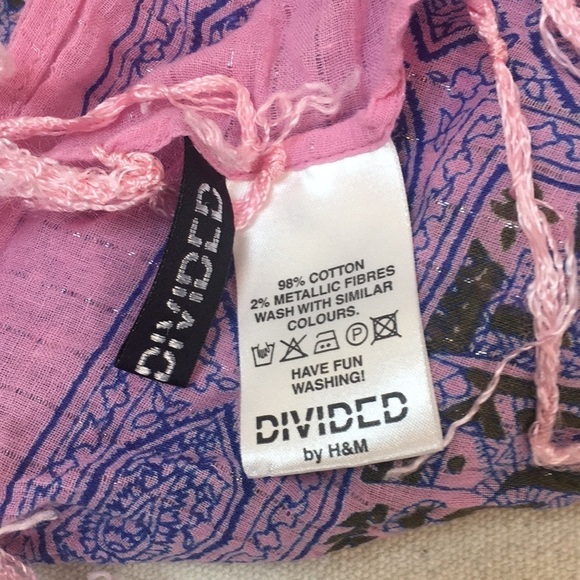 DIVIDED
98% COTTON
2% METALLIC FIBRES
WASH WITH SIMILAR
COLOURS.
P
HAVE FUN
WASHING!
DIVIDED
by H&M